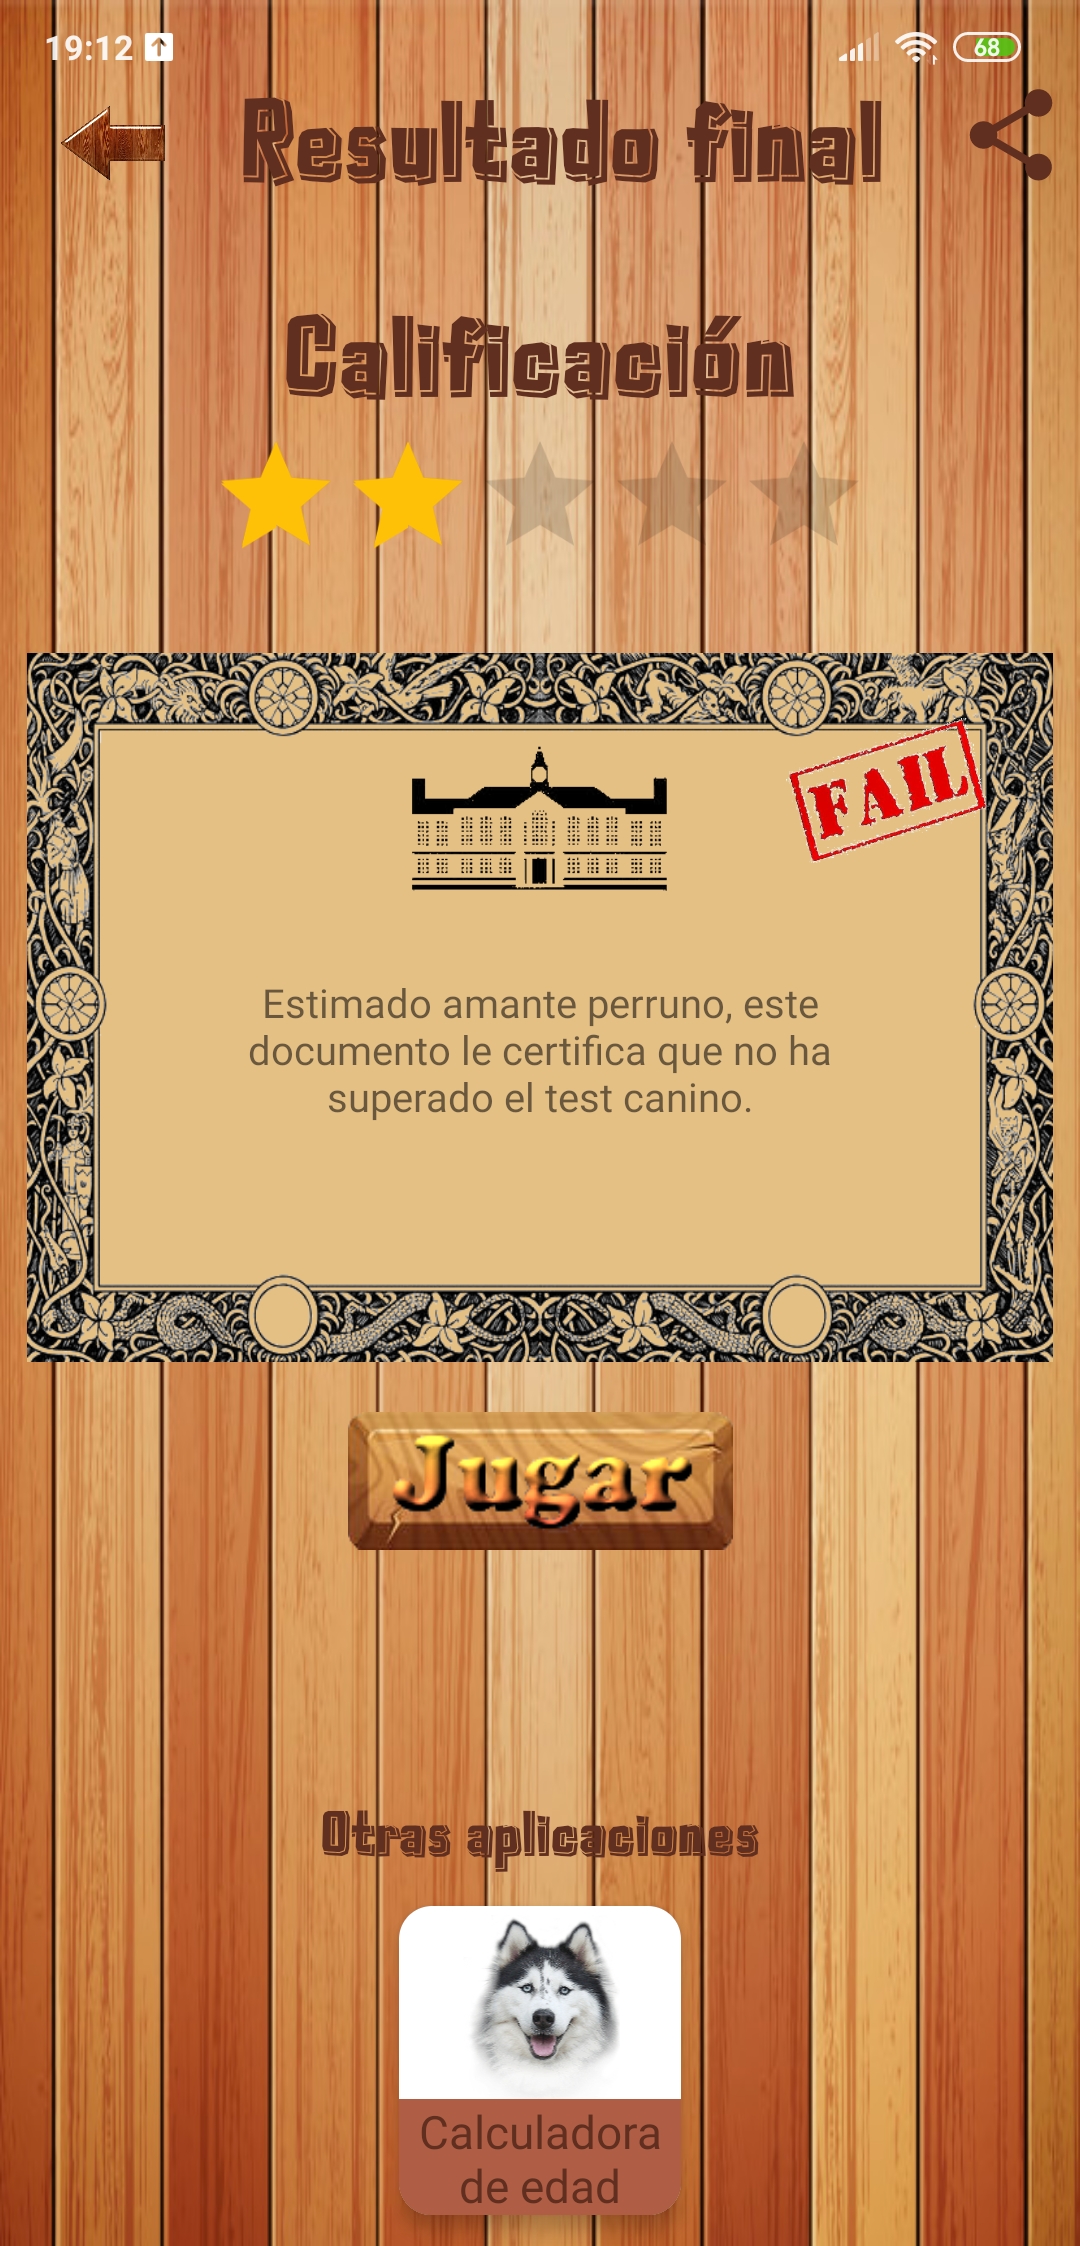 19:12
68
Resultado final
Calificación
FAIL
Estimado amante perruno, este
documento le certifica que no ha
superado el test canino.
Jugar
Otras aplicaciones
Calculadora
de edad